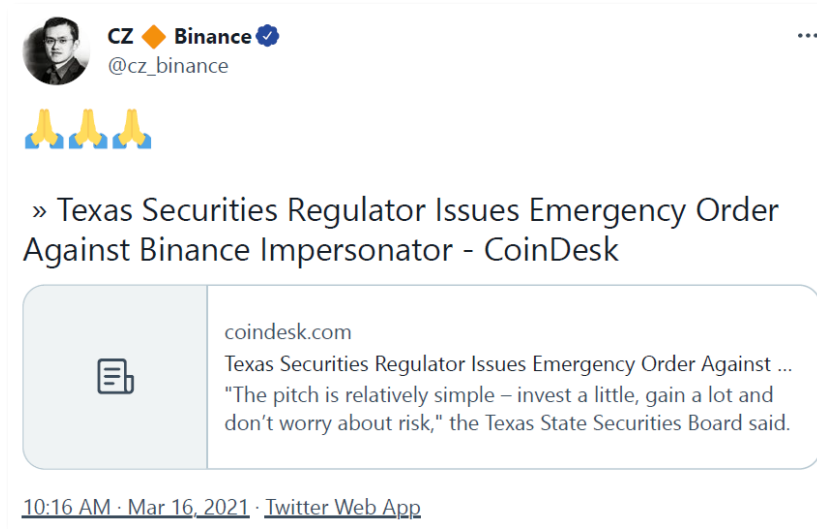 CZ 🔶 Binance
@cz_binance
🙏🙏🙏
» Texas Securities Regulator Issues Emergency Order
Against Binance Impersonator - CoinDesk
coindesk.com
Texas Securities Regulator Issues Emergency Order Against ...
"The pitch is relatively simple – invest a little, gain a lot and
don’t worry about risk," the Texas State Securities Board said.
10:16 AM · Mar 16, 2021 · Twitter Web App